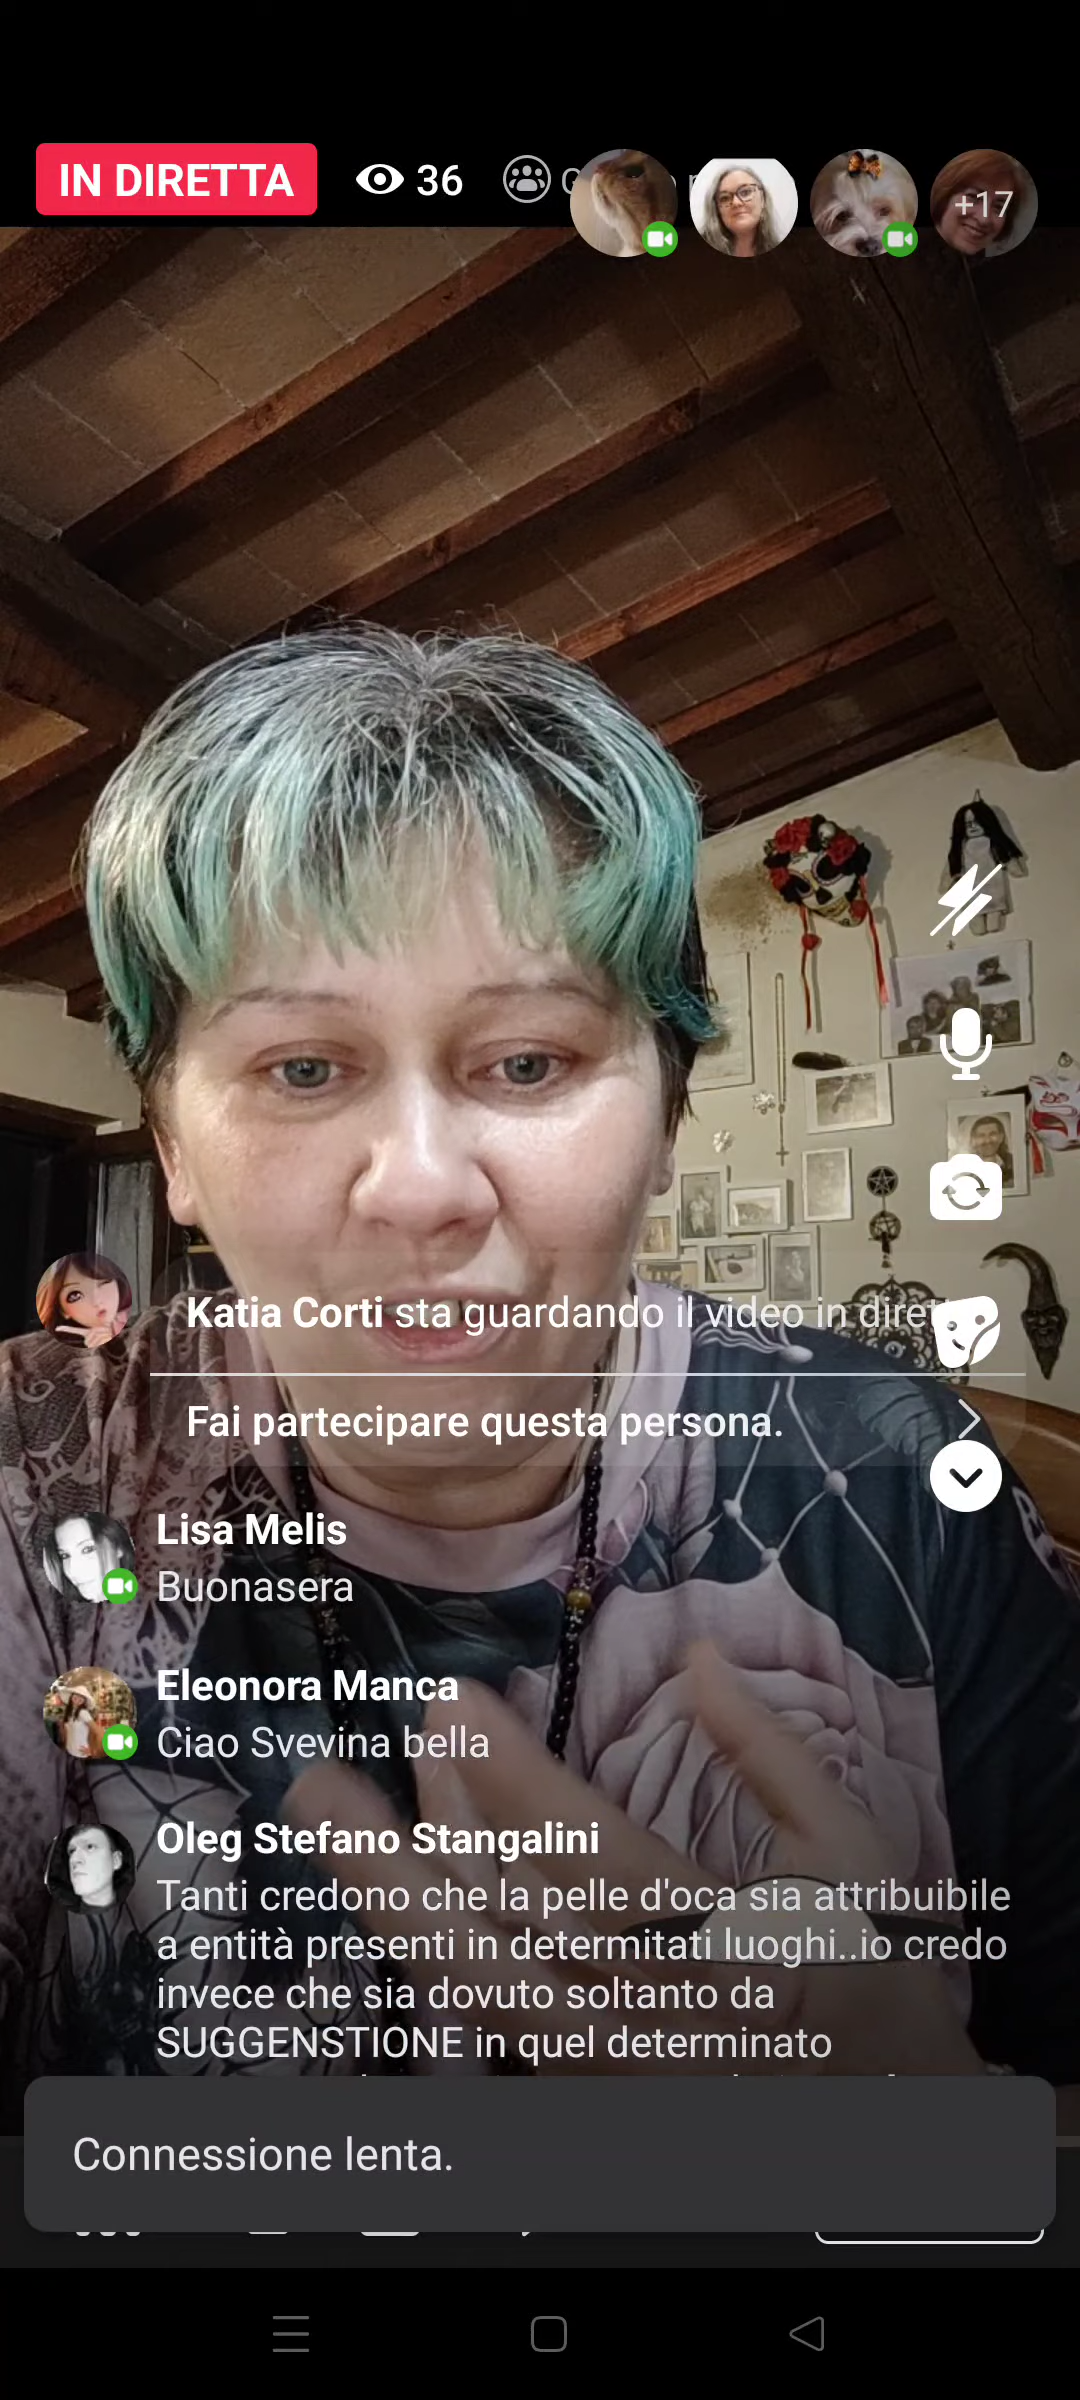 IN DIRETTA
36
+17
Katia Corti sta guardando il video in diret
Fai partecipare questa persona.
Lisa Melis
Buonasera
Eleonora Manca
Ciao Svevina bella
Oleg Stefano Stangalini
Tanti credono che la pelle d'oca sia attribuibile
a entità presenti in determitati luoghi..io credo
invece che sia dovuto soltanto da
SUGGENSTIONE in quel determinato
Connessione lenta.